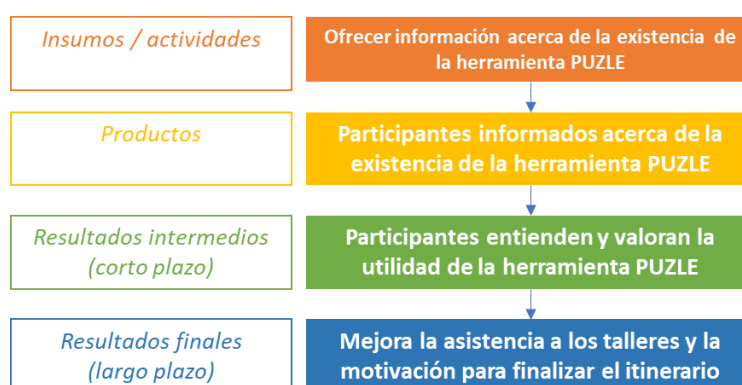 Insumos / actividades
Ofrecer información acerca de la existencia de
la herramienta PUZLE
Productos
Participantes informados acerca de la
existencia de la herramienta PUZLE
Resultados intermedios
(corto plazo)
Participantes entienden y valoran la
utilidad de la herramienta PUZLE
Resultados finales
(largo plazo)
Mejora la asistencia a los talleres y la
motivación para finalizar el itinerario